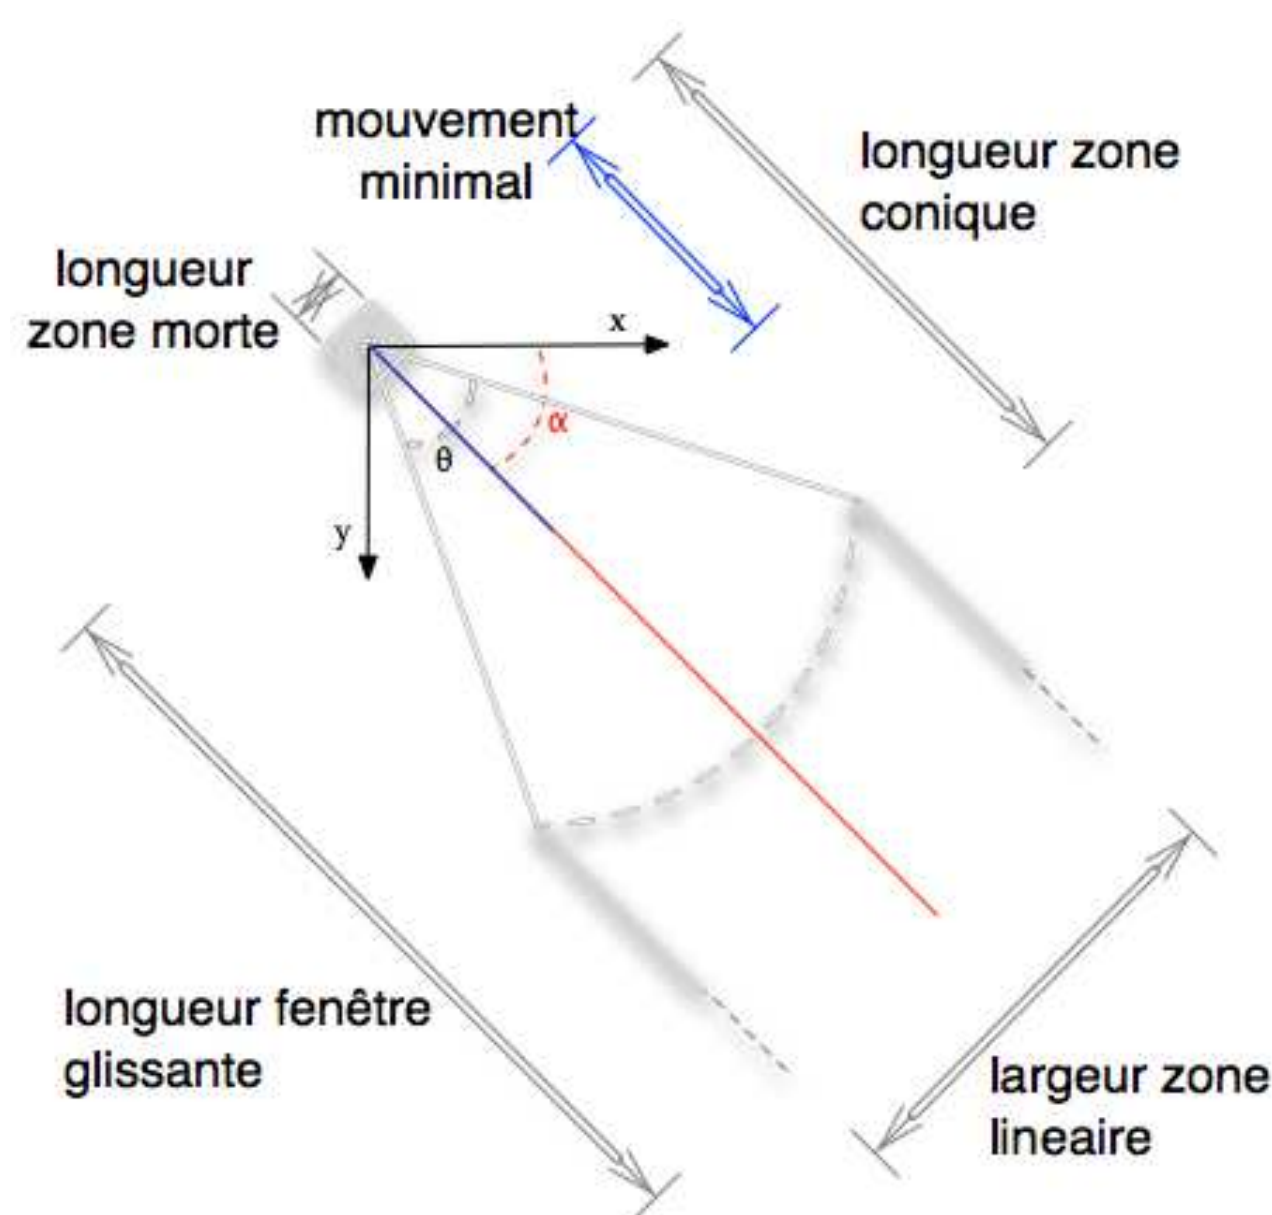 mouvement
minimal
longueur zone
conique
longueur
zone morte
x
α
θ
y
longueur fenêtre
glissante
largeur zone
lineaire